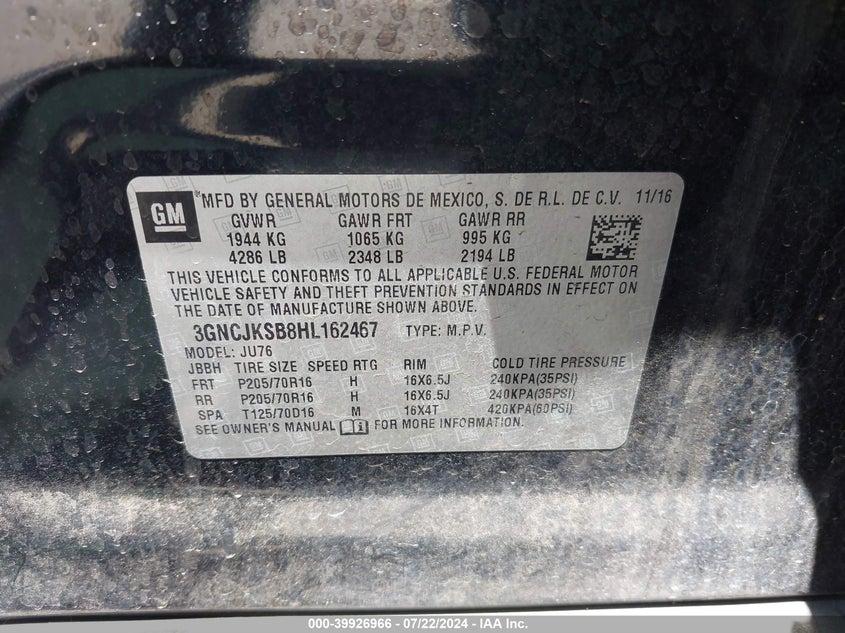 GM ® MFD BY GENERAL MOTORS DE MEXICO, S. DE R.L. DE C.V. 11/16
GVWR GAWR FRT GAWR RR
1944 KG 1065 KG 995 KG
4286 LB 2348 LB 2194 LB
THIS VEHICLE CONFORMS TO ALL APPLICABLE U.S. FEDERAL MOTOR
VEHICLE SAFETY AND THEFT PREVENTION STANDARDS IN EFFECT ON
THE DATE OF MANUFACTURE SHOWN ABOVE.
3GNCJKSB8HL162467 TYPE: M.P.V.
MODEL: JU76
JBBH TIRE SIZE SPEED RTG RIM COLD TIRE PRESSURE
FRT P205/70R16 H 16X6.5J 240KPA(35PSI)
RR P205/70R16 H 16X6.5J 240KPA(35PSI)
SPA T125/70D16 M 16X4T 420KPA(60PSI)
SEE OWNER'S MANUAL FOR MORE INFORMATION.
000-39926966 - 07/22/2024 - IAA Inc.